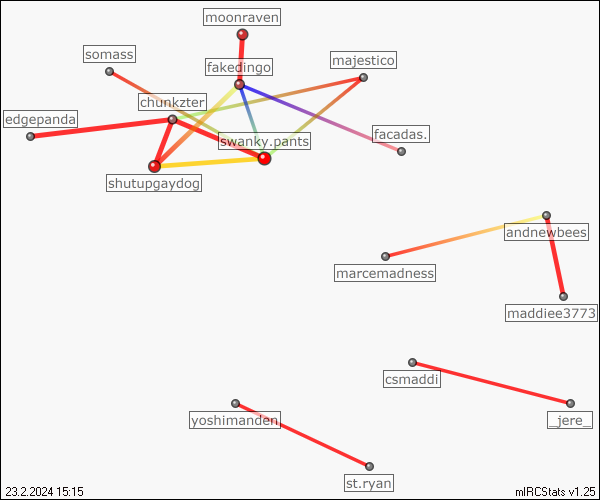 moonraven
somass
majestico
fakedingo
chunkzter
edgepanda
facadas.
swanky.pants
shutupgaydog
andnewbees
marcemadness
maddiee3773
csmaddi
yoshimanden
_jere_
st.ryan
23.2.2024 15:15
mIRCStats v1.25